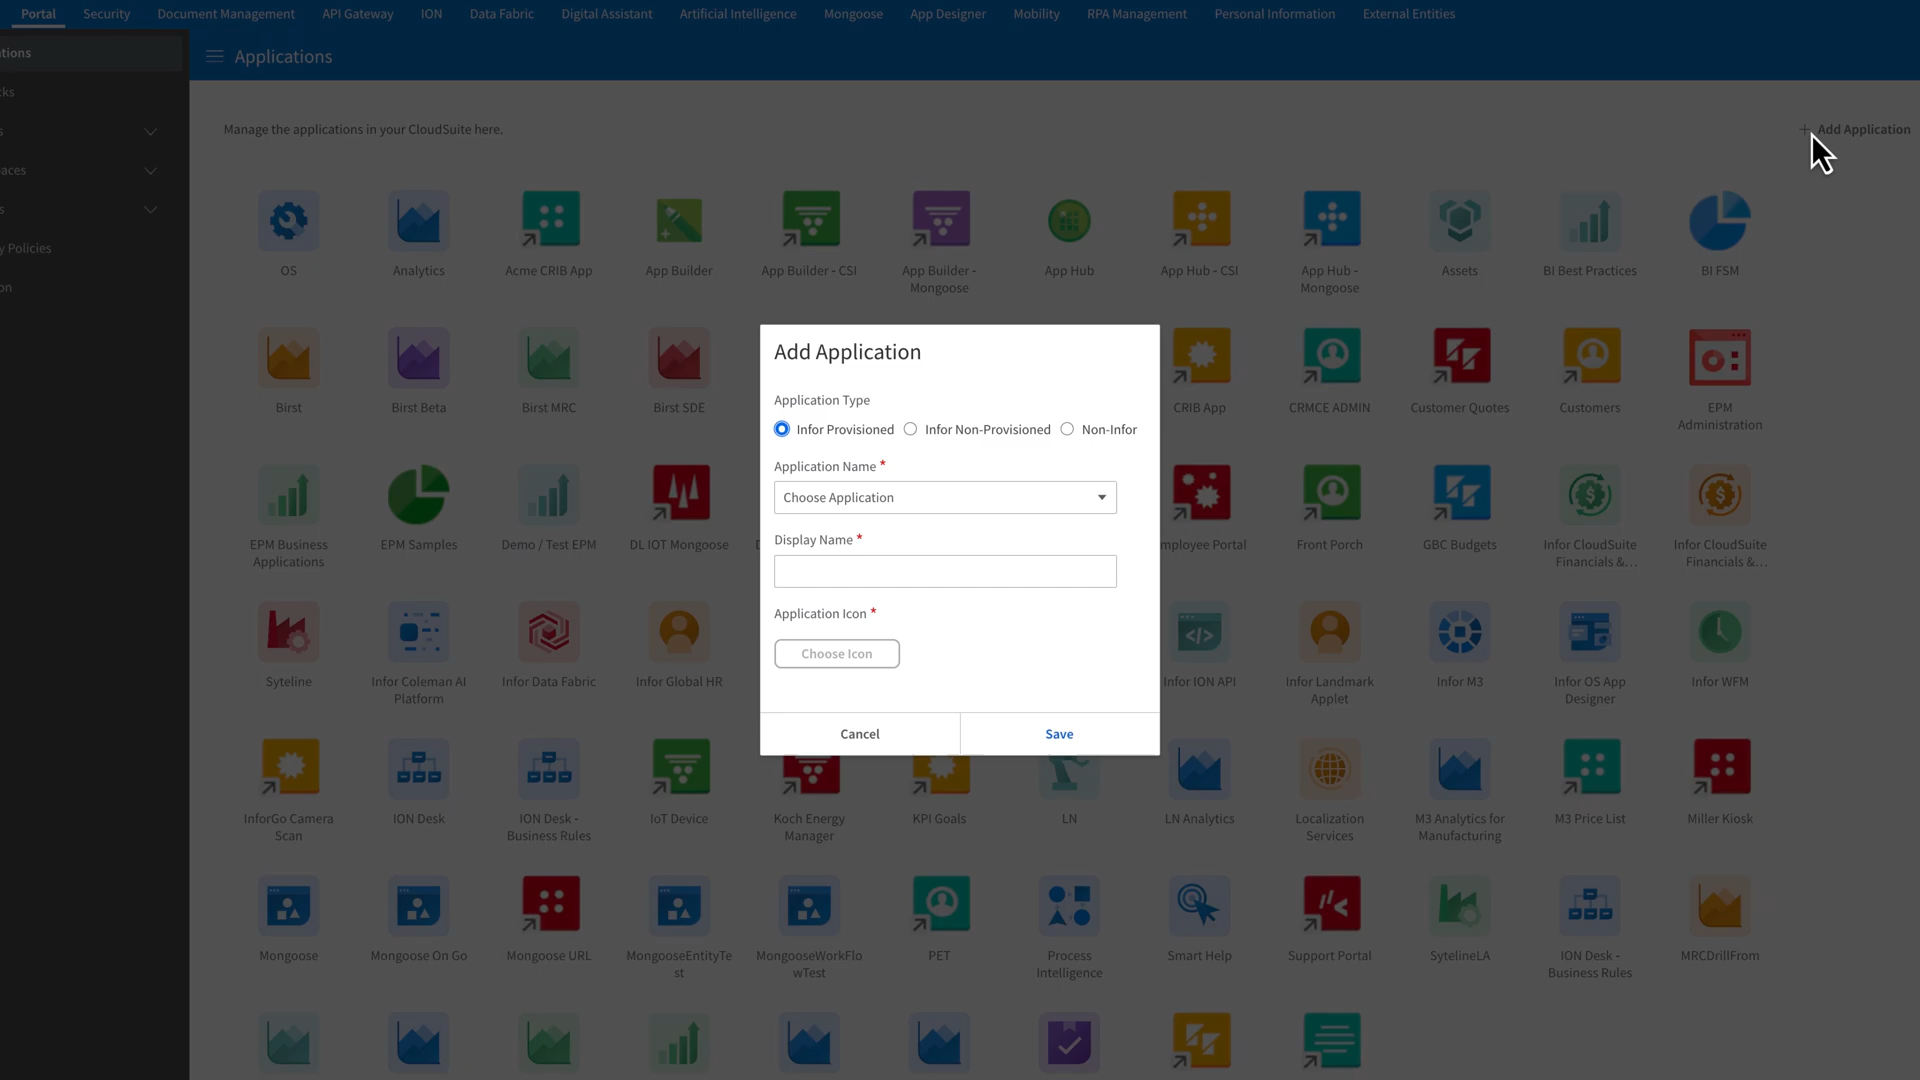 Portal Security Document Management API Gateway ION Data Fabric Digital Assistant Artificial Intelligence Mongoose App Designer Mobility RPA Management Personal Information External Entities
Applications
Manage the applications in your CloudSuite here.
Add Application
Policies
OS Analytics Acme CRIB App App Builder App Builder - CSI App Builder - App Hub App Hub - CSI App Hub - Assets BI Best Practices BI FSM
Mongoose Mongoose
Add Application
Application Type
Infor Provisioned Infor Non-Provisioned Non-Infor
Application Name *
Choose Application
Display Name *
Application Icon *
Choose Icon
Cancel Save
Birst Birst Beta Birst MRC Birst SDE CRIB App CRMCE ADMIN Customer Quotes Customers EPM
Administration
EPM Business EPM Samples Demo / Test EPM DL IOT Mongoose mployee Portal Front Porch GBC Budgets Infor CloudSuite Infor CloudSuite
Applications Financials &... Financials &...
Syteline Infor Coleman AI Infor Data Fabric Infor Global HR Infor ION API Infor Landmark Infor M3 Infor OS App Infor WFM
Platform Applet Designer
InforGo Camera ION Desk ION Desk - IoT Device Koch Energy KPI Goals LN LN Analytics Localization M3 Analytics for M3 Price List Miller Kiosk
Scan Business Rules Manager Services Manufacturing
Mongoose Mongoose On Go Mongoose URL MongooseEntityTe MongooseWorkFlo PET Process Smart Help Support Portal SytelineLA ION Desk - MRCDrillFrom
st wTest Intelligence Business Rules